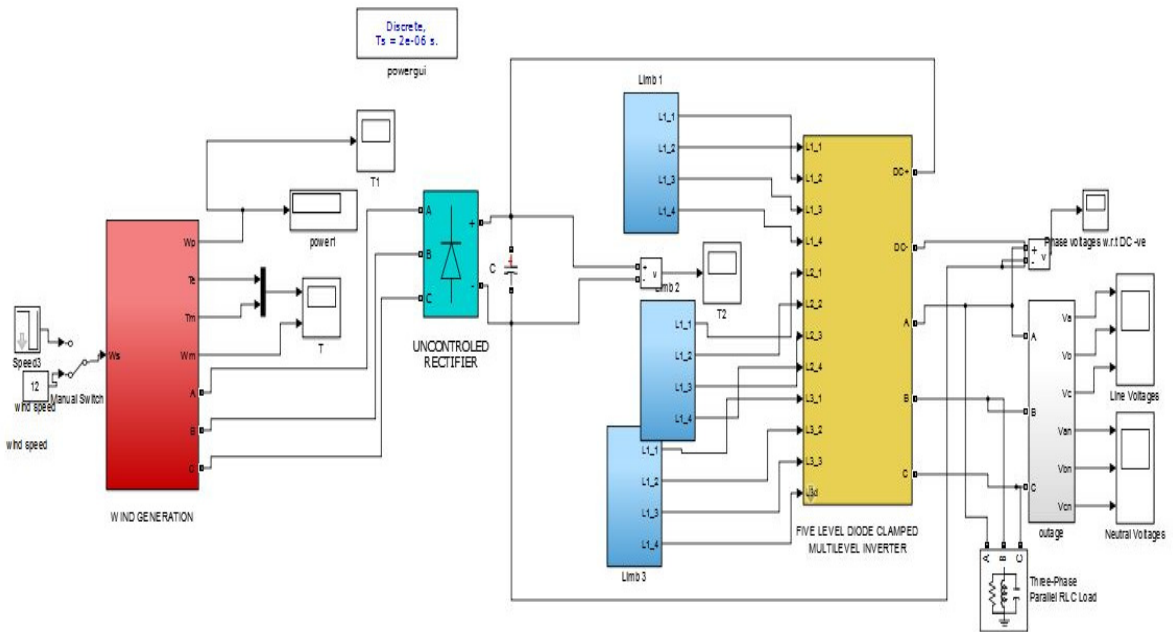 Discrete,
Ts = 2e-06 s.
powergui
T1
power1
Wp
Te
Tm
Wm
A
B
C
Ws
T
Speed3
12
wind speed
Manual Switch
wind speed
WIND GENERATION
A
B
C
+
-
UNCONTROLED
RECTIFIER
C
+
-
v
T2
Limb 1
L1_1
L1_2
L1_3
L1_4
Limb 2
L1_1
L1_2
L1_3
L1_4
L1_1
L1_2
L1_3
L1_4
Limb 3
L1_1
L1_2
L1_3
L1_4
L2_1
L2_2
L2_3
L2_4
L3_1
L3_2
L3_3
DC+
DC-
A
B
C
FIVE LEVEL DIODE CLAMPED
MULTILEVEL INVERTER
+
-
v
Phase voltages w.r.t DC -ve
A
B
C
Va
Vb
Vc
Van
Vbn
Vcn
outage
Line Voltages
Neutral Voltages
A
B
C
Three-Phase
Parallel RLC Load